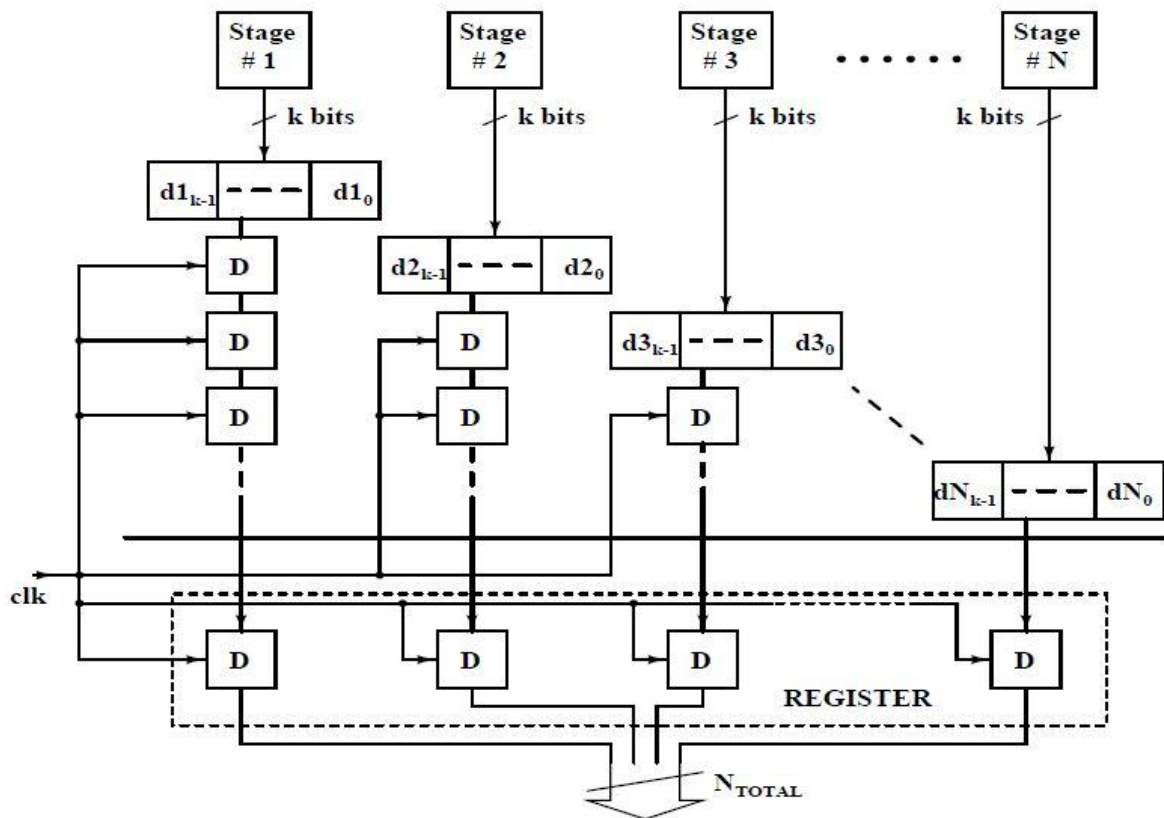 Stage Stage Stage Stage
# 1 # 2 # 3 # N
k bits k bits k bits k bits
d1k-1 d10
D d2k-1 d20
D D d3k-1 d30
D D D
dNk-1 dN0
clk
D D D D
REGISTER
NTOTAL